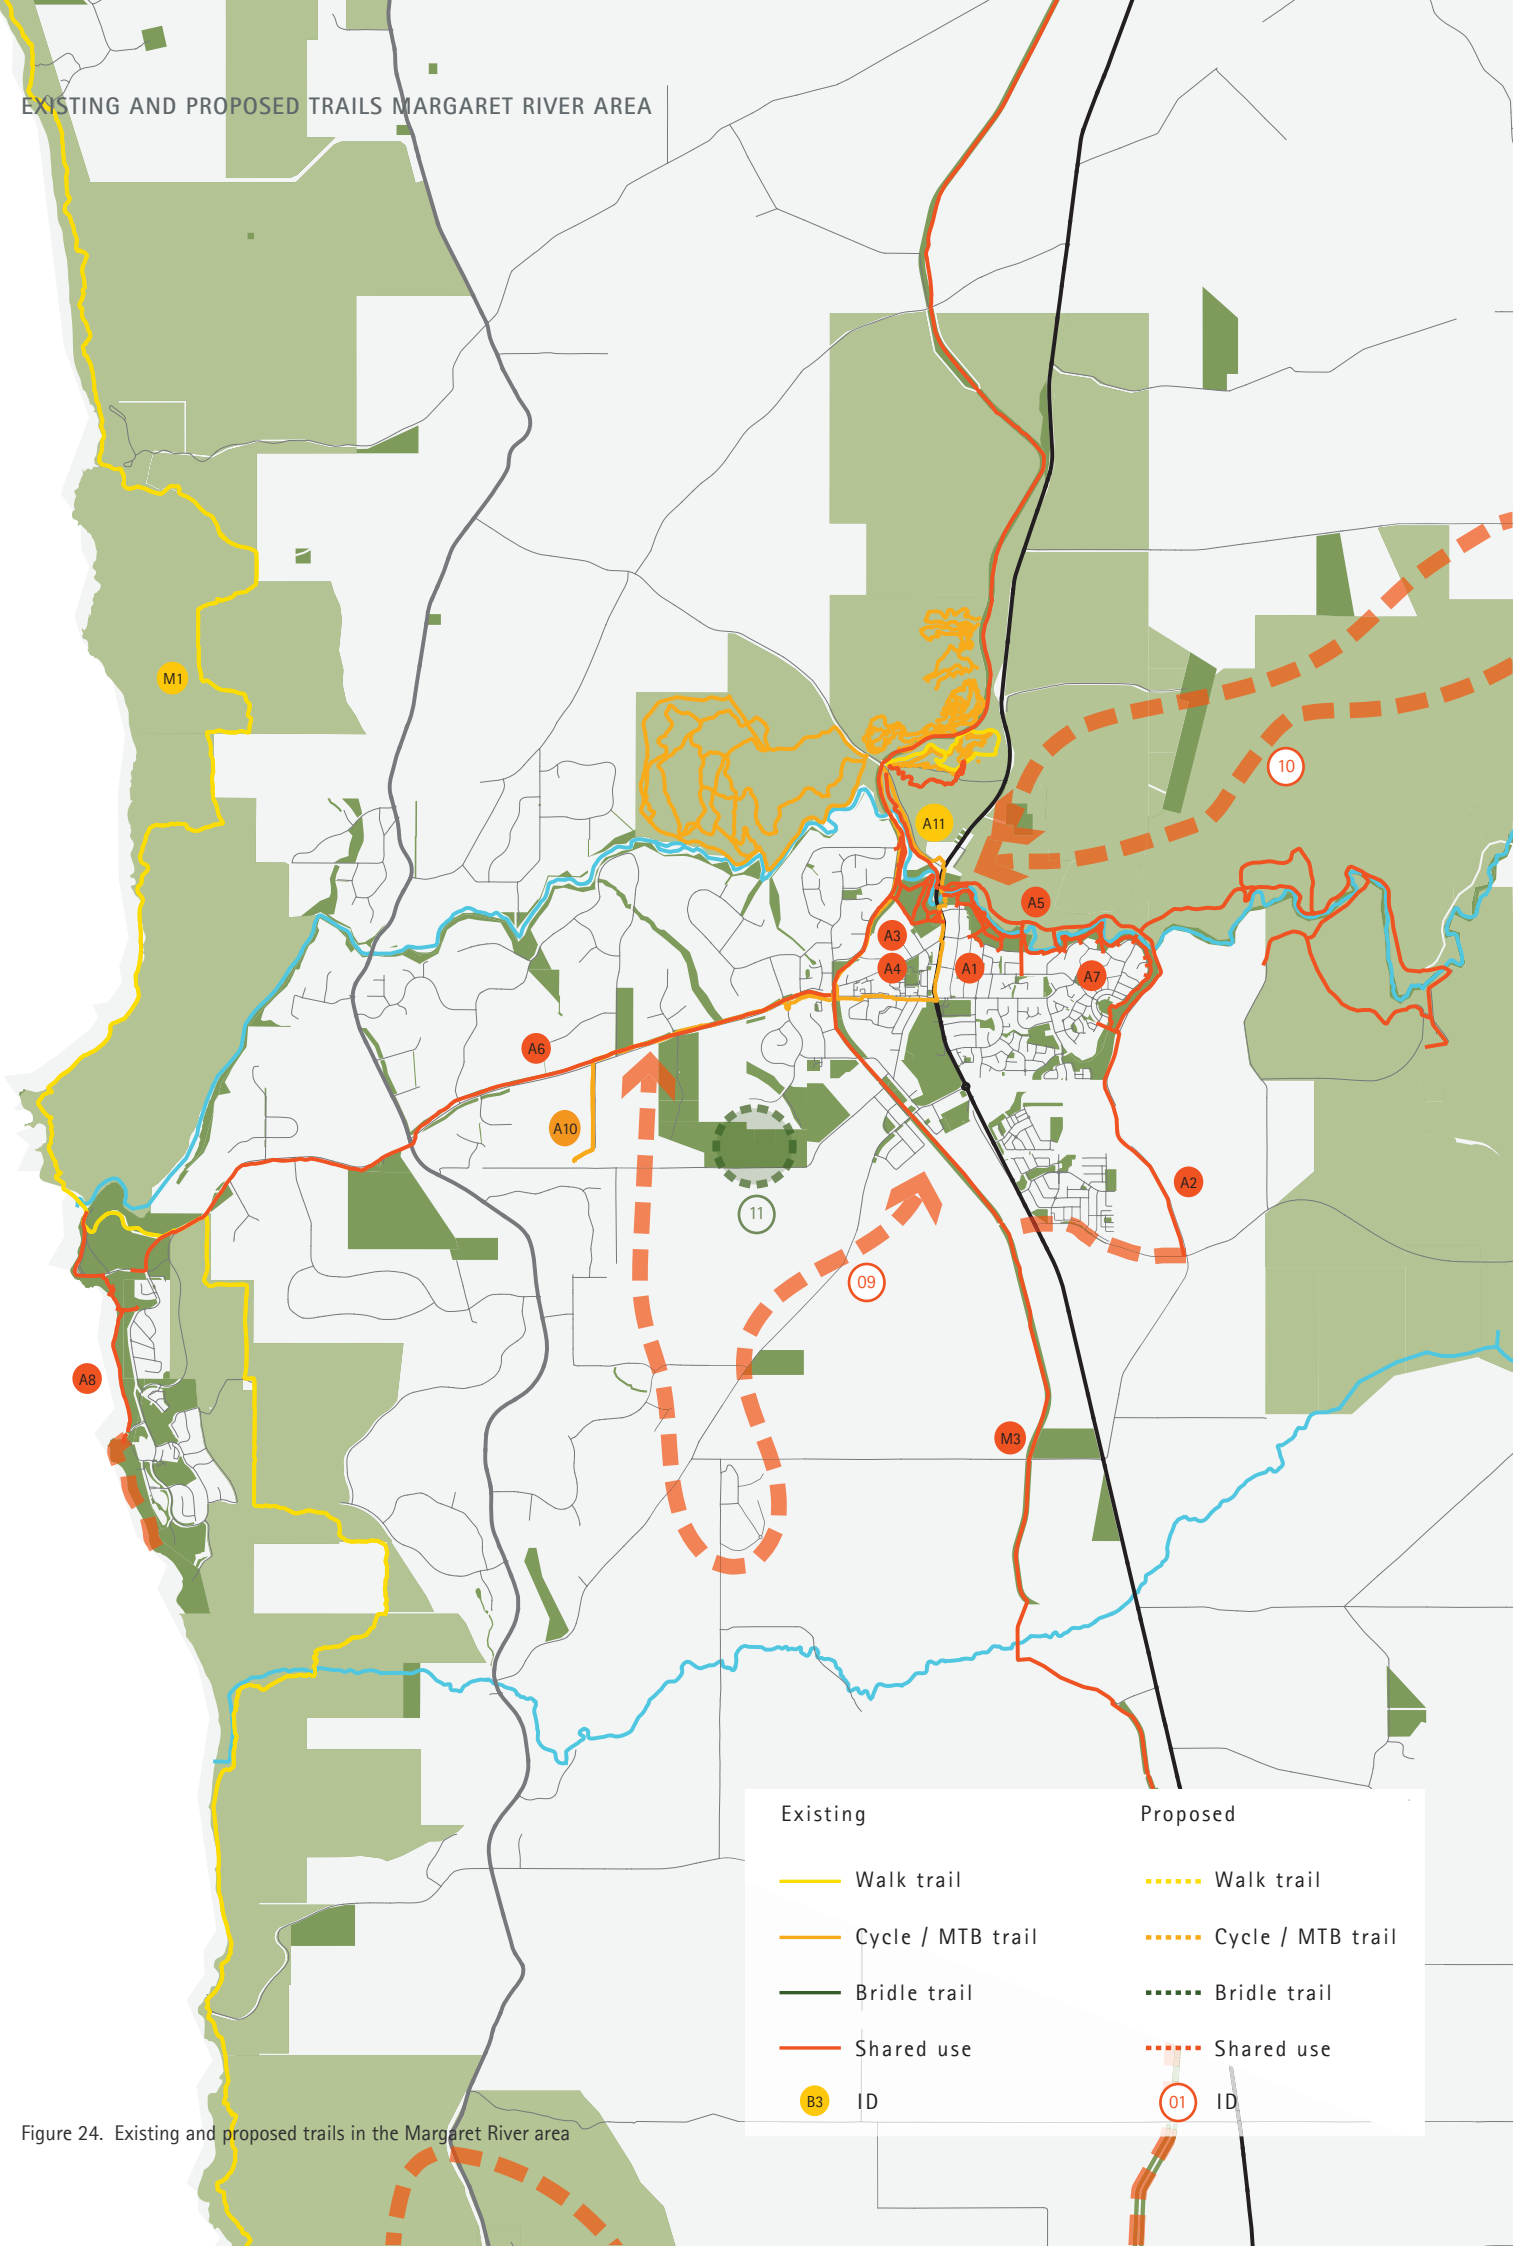 EXISTING AND PROPOSED TRAILS MARGARET RIVER AREA
M1
10
A11
A5
A3
A4
A1
A7
A6
A10
A2
11
09
A8
M3
Existing
Proposed
Walk trail
Walk trail
Cycle / MTB trail
Cycle / MTB trail
Bridle trail
Bridle trail
Shared use
Shared use
B3 ID
01 ID
Figure 24. Existing and proposed trails in the Margaret River area